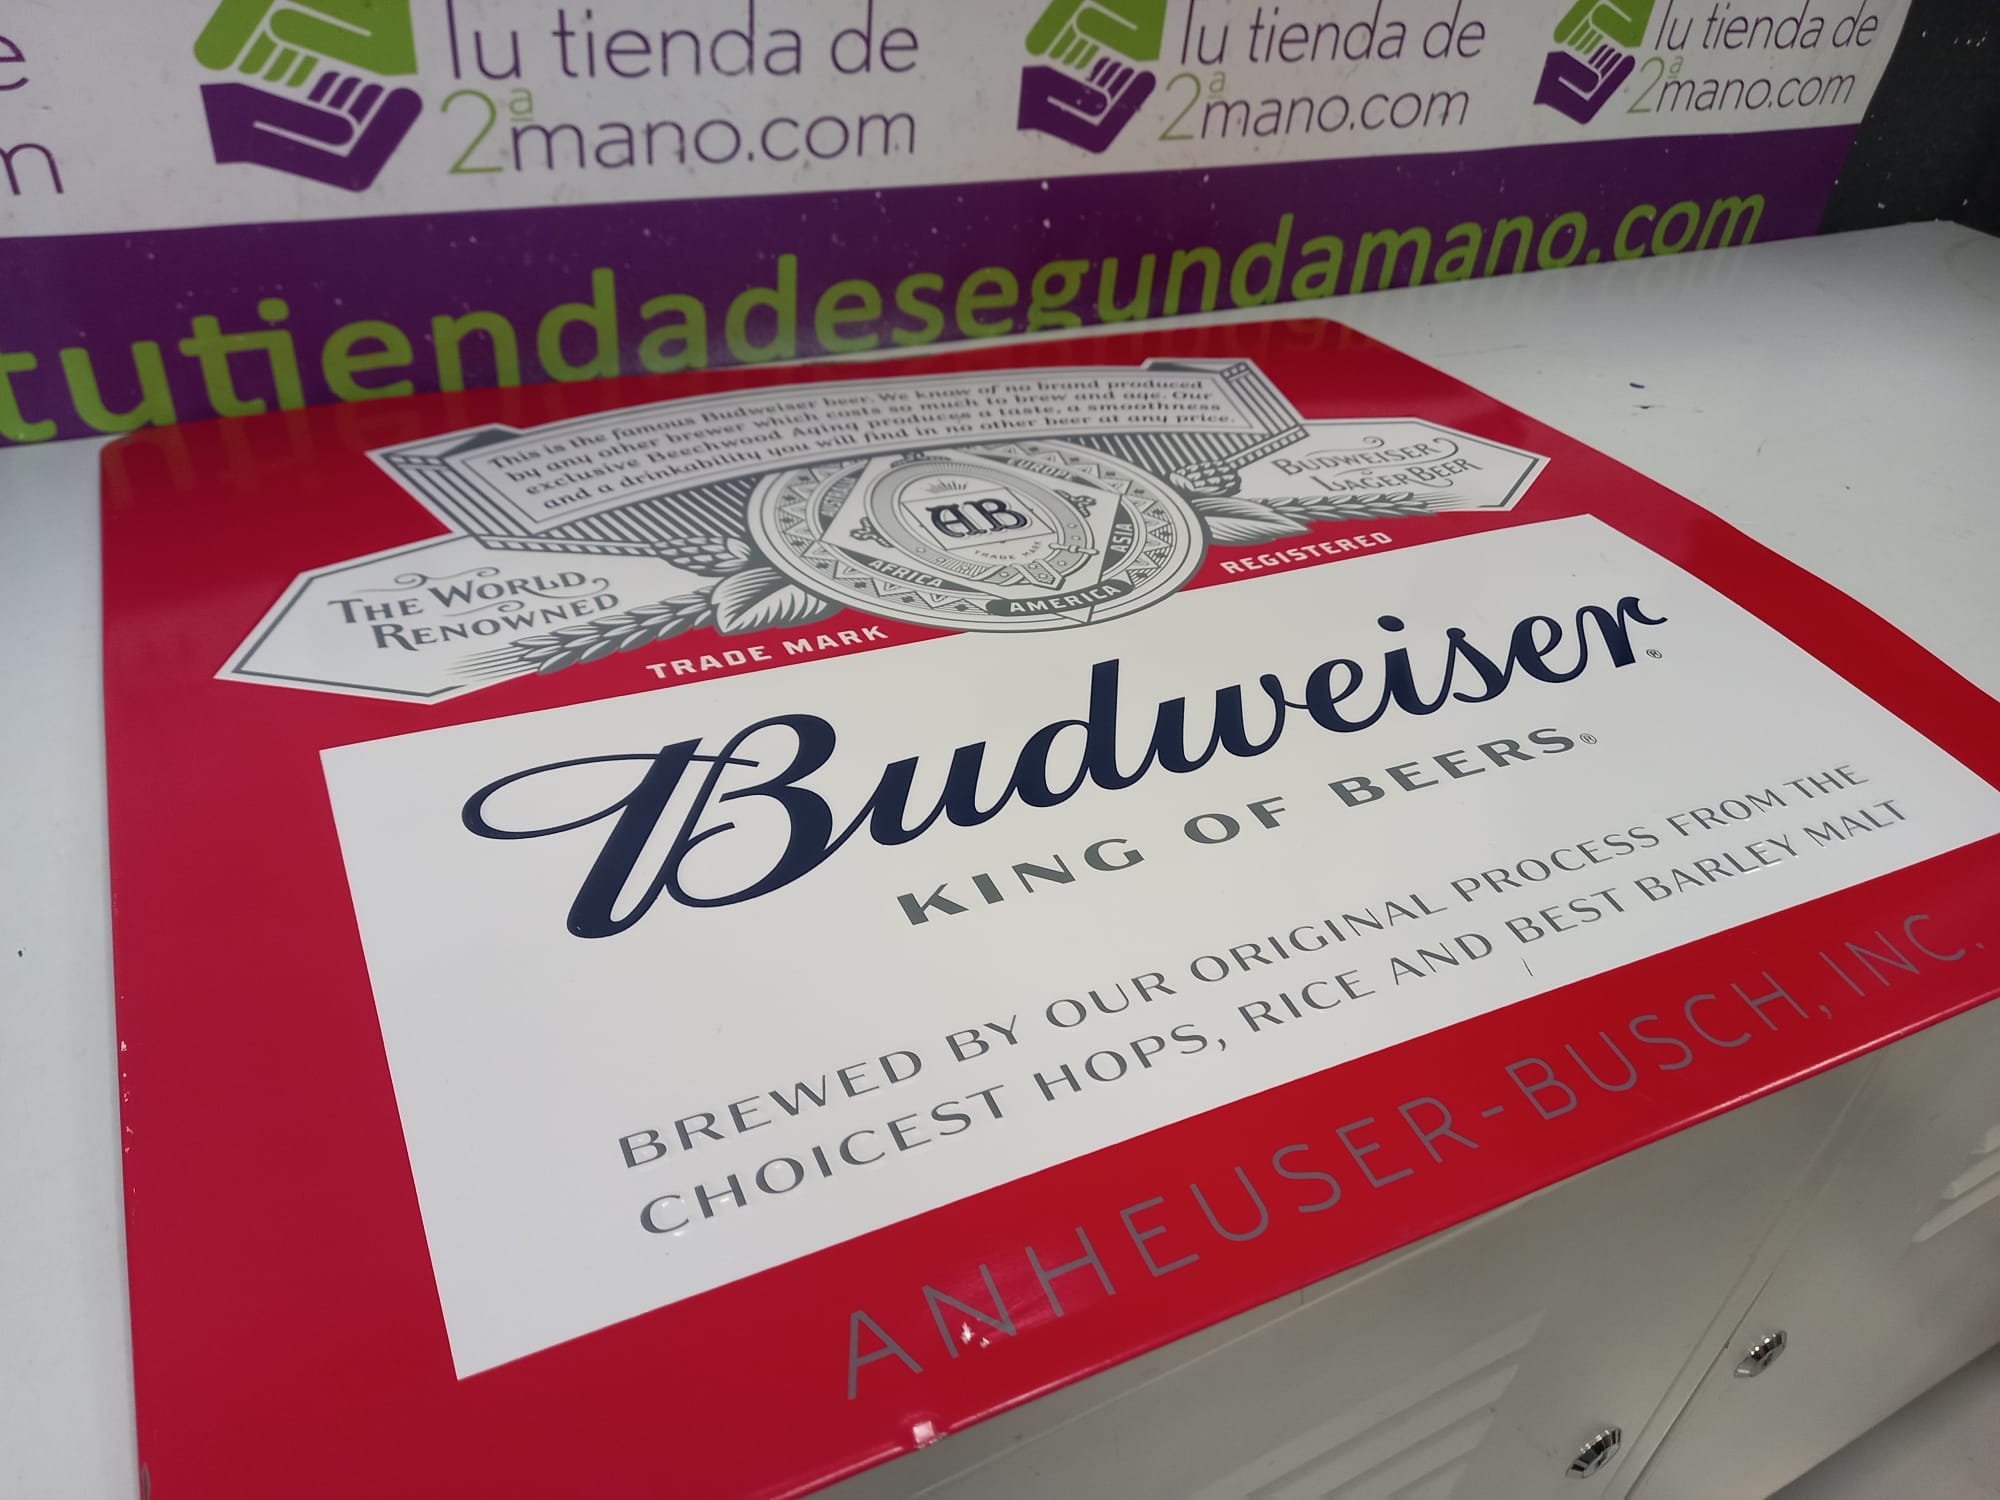 e
m
Tu tienda de
2ª mano.com
Tu tienda de
2ª mano.com
Tu tienda de
2ª mano.com
tutiendadesegundamano.com
This is the famous Budweiser beer. We know of no brand produced
by any other brewer which costs so much to brew and age. Our
exclusive Beechwood Aging produces a taste, a smoothness
and a drinkability you will find in no other beer at any price.
THE WORLD
RENOWNED
BUDWEISER
LAGER BEER
AUSTRALIA
EUROPA
AB
TRADE MARK
AFRICA
ASIA
AMERICA
TRADE MARK
REGISTERED
Budweiser®
KING OF BEERS®
BREWED BY OUR ORIGINAL PROCESS FROM THE
CHOICEST HOPS, RICE AND BEST BARLEY MALT
ANHEUSER-BUSCH, INC.